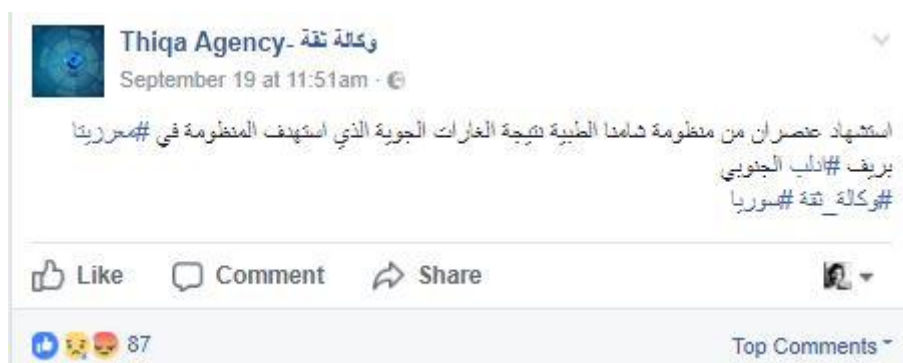 Thiqa Agency- وكالة ثقة
September 19 at 11:51am
استشهاد عنصران من منظومة شامنا الطبية نتيجة الغارات الجوية الذي استهدف المنظومة في #معرزيتا
بريف #ادلب الجنوبي
#وكالة_ثقة #سوريا
Like Comment Share
87 Top Comments